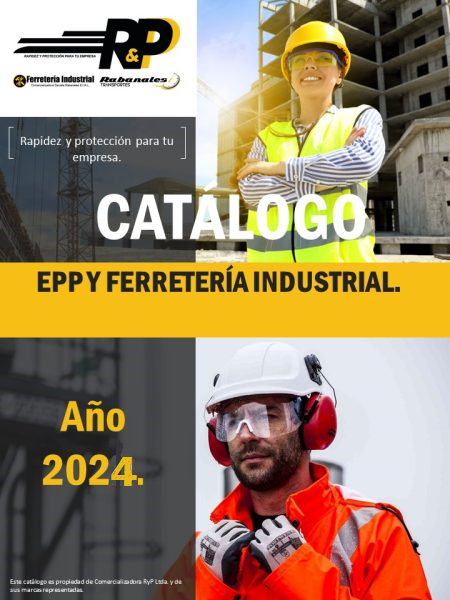 R&P
RAPIDEZ Y PROTECCIÓN PARA TU EMPRESA
Ferretería Industrial
Rabanales
TRANSPORTES
Rapidez y protección para tu
empresa.
CATÁLOGO
EPP Y FERRETERÍA INDUSTRIAL.
Año
2024.
Este catálogo es propiedad de Comercializadora RyP Ltda. y de
sus marcas representadas.